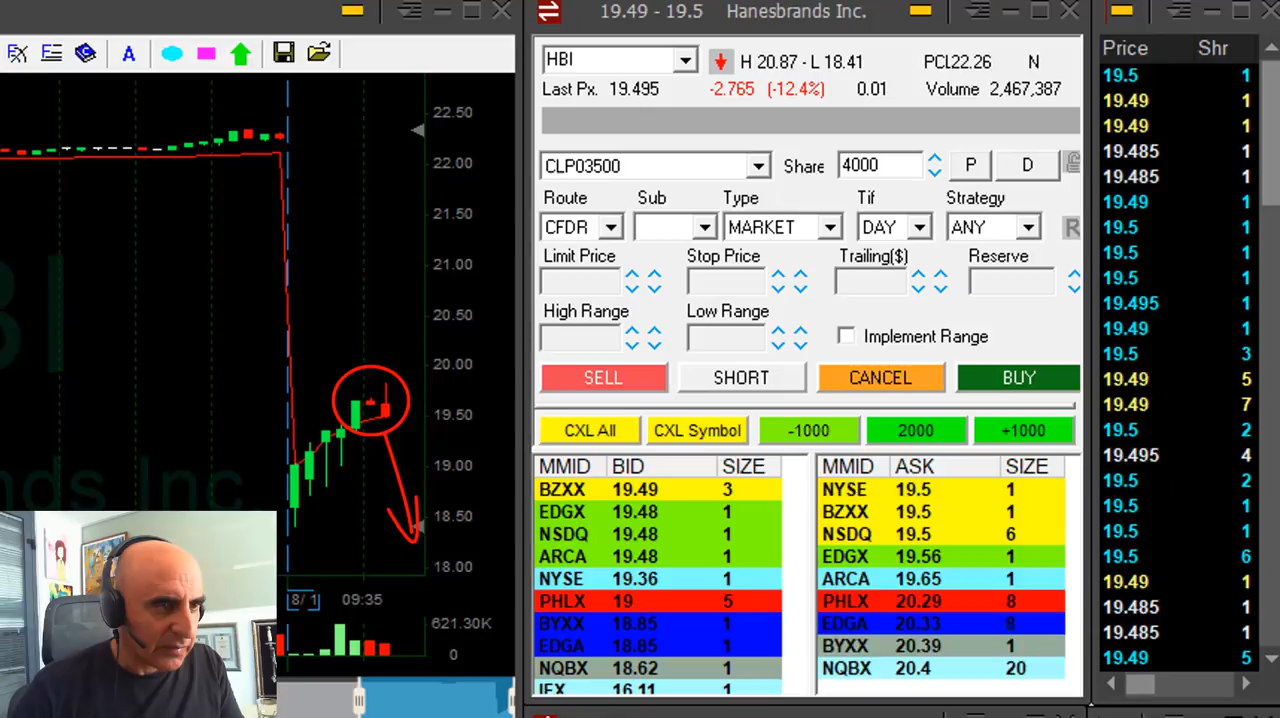 19.49 - 19.5 Hanesbrands Inc.
A
22.50
22.00
21.50
21.00
20.50
20.00
19.50
19.00
18.50
18.00
8/ 1 09:35
621.30K
0
ds Inc
HBI H 20.87 - L 18.41 PCL22.26 N
Last Px. 19.495 -2.765 (-12.4%) 0.01 Volume 2,467,387
CLP03500 Share 4000 P D
Route Sub Type Tif Strategy
CFDR MARKET DAY ANY R
Limit Price Stop Price Trailing($) Reserve
High Range Low Range
Implement Range
SELL SHORT CANCEL BUY
CXL All CXL Symbol -1000 2000 +1000
MMID BID SIZE MMID ASK SIZE
BZXX 19.49 3 NYSE 19.5 1
EDGX 19.48 1 BZXX 19.5 1
NSDQ 19.48 1 NSDQ 19.5 6
ARCA 19.48 1 EDGX 19.56 1
NYSE 19.36 1 ARCA 19.65 1
PHLX 19 5 PHLX 20.29 8
BYXX 18.85 1 EDGA 20.33 8
EDGA 18.85 1 BYXX 20.39 1
NQBX 18.62 1 NQBX 20.4 20
IEX 16.11 1
Price Shr
19.5 1
19.49 1
19.49 1
19.485 1
19.485 1
19.49 1
19.5 1
19.5 1
19.5 1
19.495 1
19.49 1
19.5 3
19.49 5
19.49 7
19.5 2
19.495 4
19.5 2
19.5 1
19.5 1
19.5 6
19.49 1
19.485 1
19.485 1
19.49 5